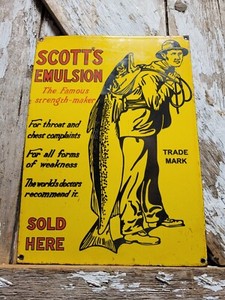 SCOTT'S
EMULSION
The Famous
strength-maker
For throat and
chest complaints
For all forms
of weakness
The world's doctors
recommend it.
SOLD
HERE
TRADE
MARK